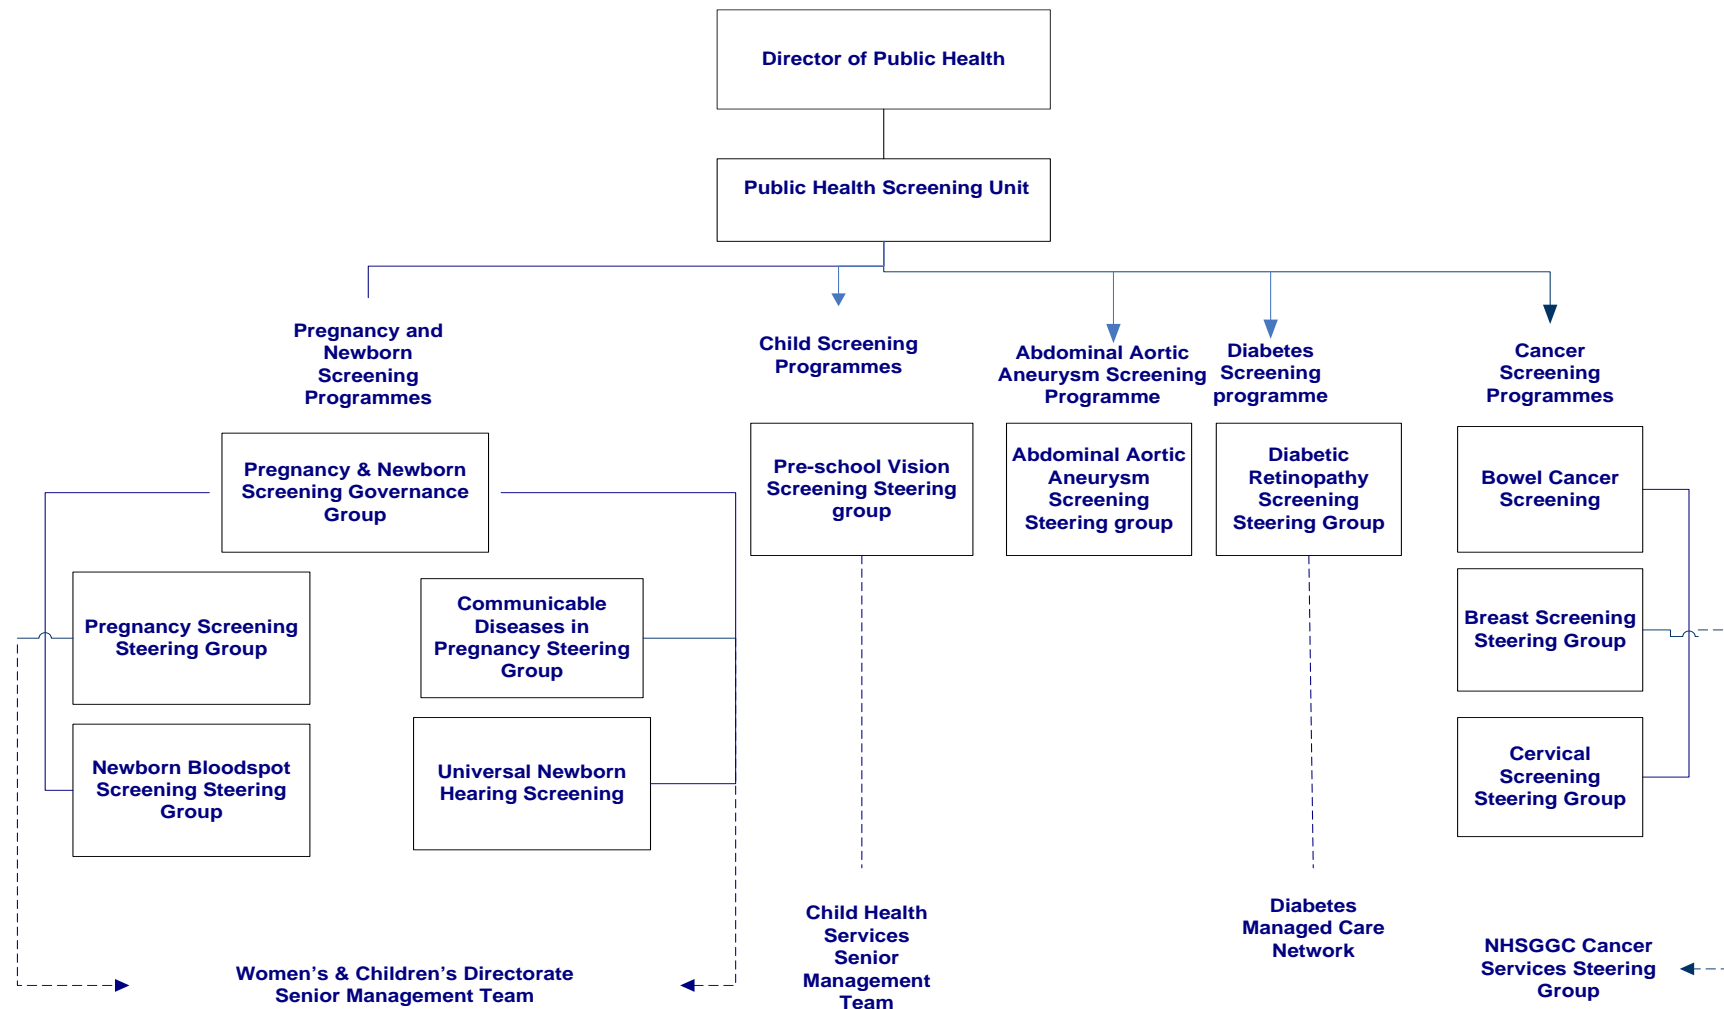 Director of Public Health
Public Health Screening Unit
Pregnancy and
Newborn
Screening
Programmes
Child Screening
Programmes
Abdominal Aortic
Aneurysm Screening
Programme
Diabetes
Screening
programme
Cancer
Screening
Programmes
Pregnancy & Newborn
Screening Governance
Group
Pre-school Vision
Screening Steering
group
Abdominal Aortic
Aneurysm
Screening
Steering group
Diabetic
Retinopathy
Screening
Steering Group
Bowel Cancer
Screening
Pregnancy Screening
Steering Group
Communicable
Diseases in
Pregnancy Steering
Group
Breast Screening
Steering Group
Newborn Bloodspot
Screening Steering
Group
Universal Newborn
Hearing Screening
Cervical
Screening
Steering Group
Women's & Children's Directorate
Senior Management Team
Child Health
Services
Senior
Management
Team
Diabetes
Managed Care
Network
NHSGGC Cancer
Services Steering
Group